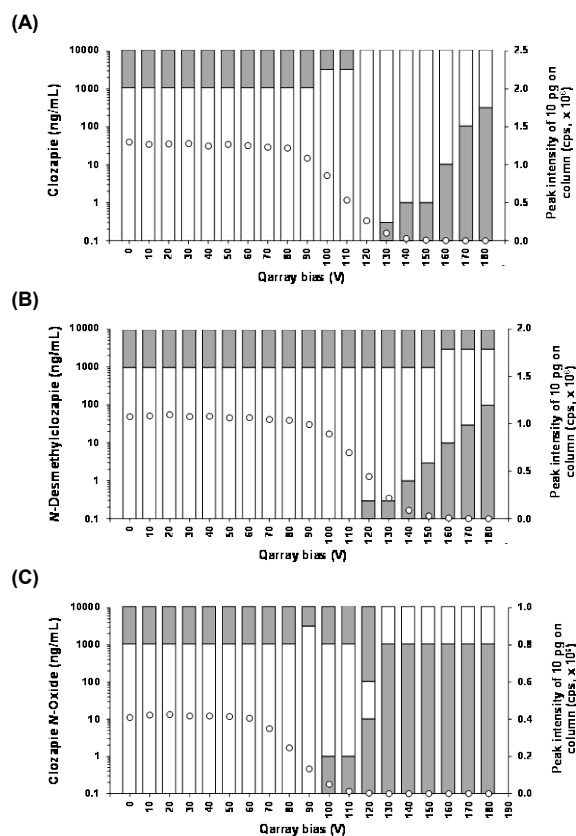 (A)
Clozapie (ng/mL)
10000
1000
100
10
1
0.1
2.5
2.0
1.5
1.0
0.5
0.0
Peak intensity of 10 pg on
column (cps, x 10⁶)
0 10 20 30 40 50 60 70 80 90 100 110 120 130 140 150 160 170 180
Qarray bias (V)
(B)
N-Desmethylclozapie (ng/mL)
10000
1000
100
10
1
0.1
2.0
1.5
1.0
0.5
0.0
Peak intensity of 10 pg on
column (cps, x 10⁶)
0 10 20 30 40 50 60 70 80 90 100 110 120 130 140 150 160 170 180
Qarray bias (V)
(C)
Clozapie N-Oxide (ng/mL)
10000
1000
100
10
1
0.1
1.0
0.8
0.6
0.4
0.2
0.0
Peak intensity of 10 pg on
column (cps, x 10⁵)
0 10 20 30 40 50 60 70 80 90 100 110 120 130 140 150 160 170 180 190
Qarray bias (V)